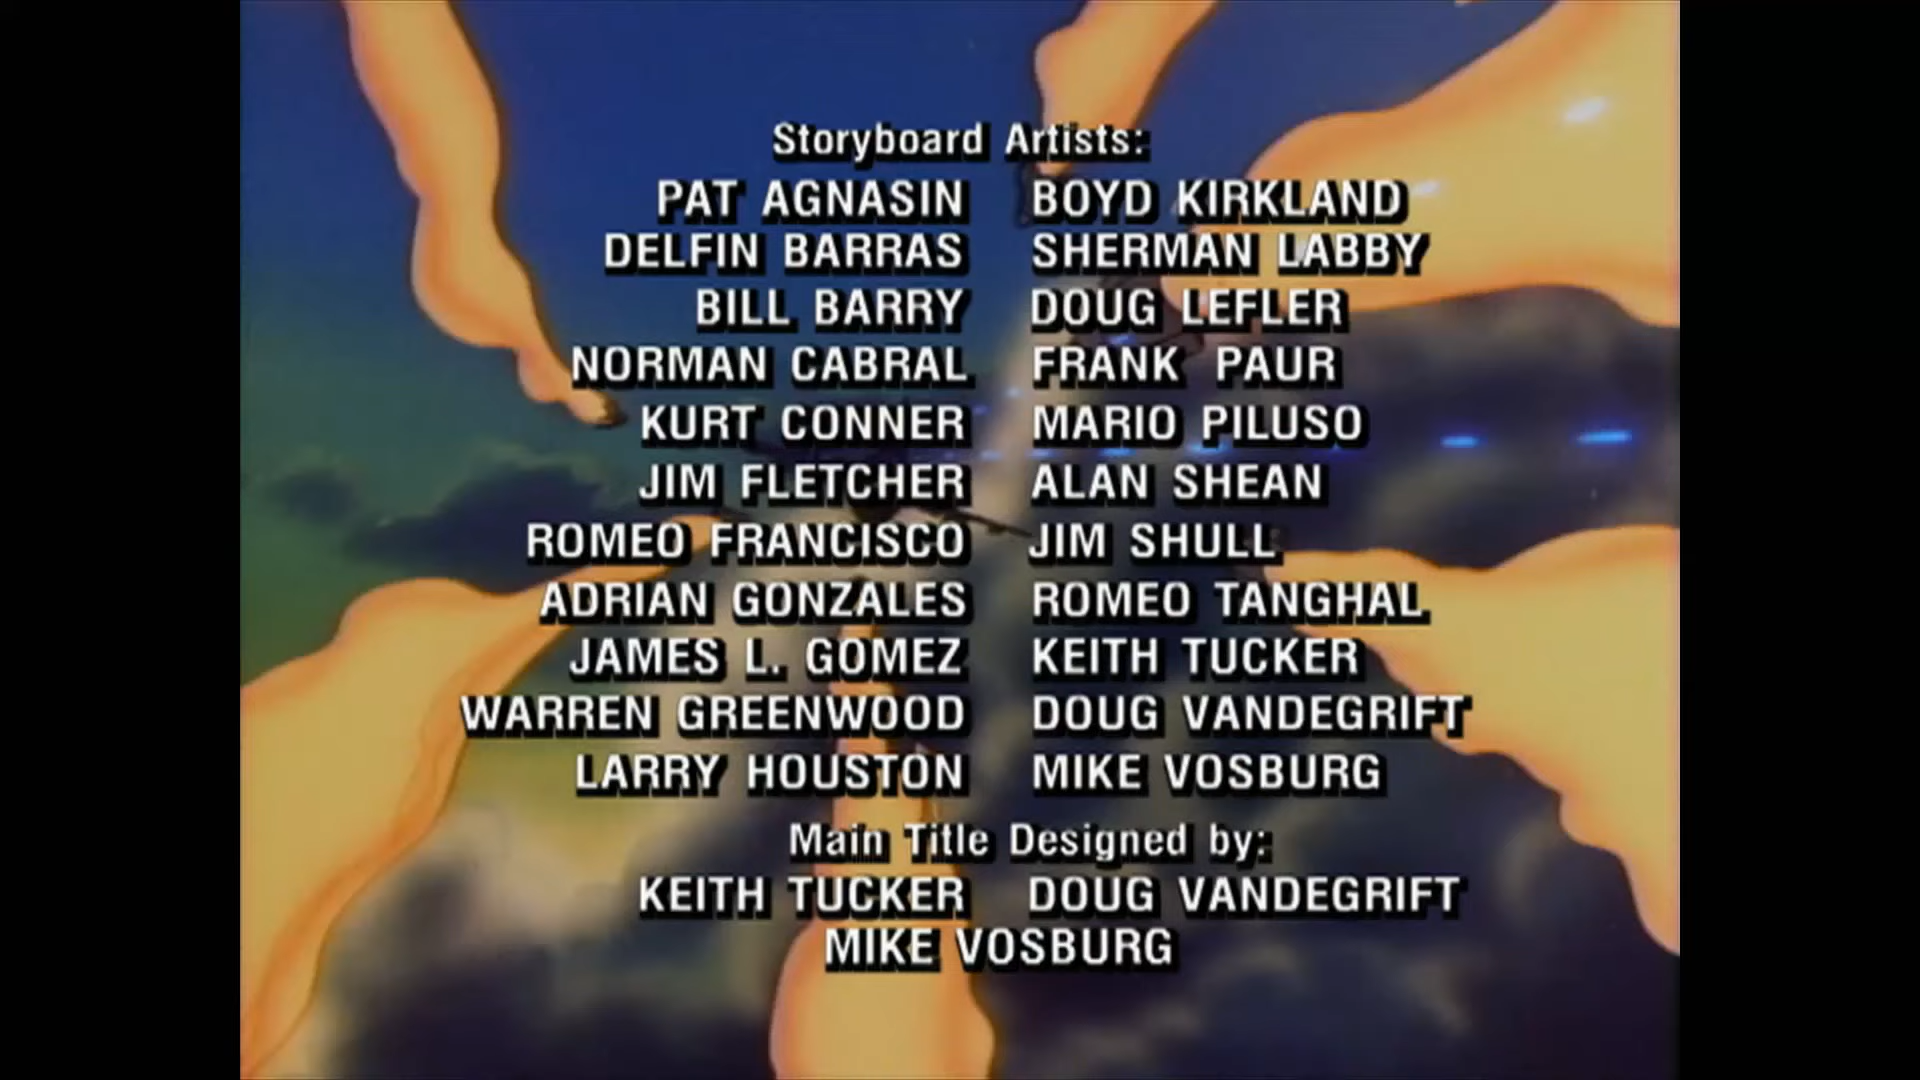 Storyboard Artists:
PAT AGNASIN BOYD KIRKLAND
DELFIN BARRAS SHERMAN LABBY
BILL BARRY DOUG LEFLER
NORMAN CABRAL FRANK PAUR
KURT CONNER MARIO PILUSO
JIM FLETCHER ALAN SHEAN
ROMEO FRANCISCO JIM SHULL
ADRIAN GONZALES ROMEO TANGHAL
JAMES L. GOMEZ KEITH TUCKER
WARREN GREENWOOD DOUG VANDEGRIFT
LARRY HOUSTON MIKE VOSBURG
Main Title Designed by:
KEITH TUCKER DOUG VANDEGRIFT
MIKE VOSBURG